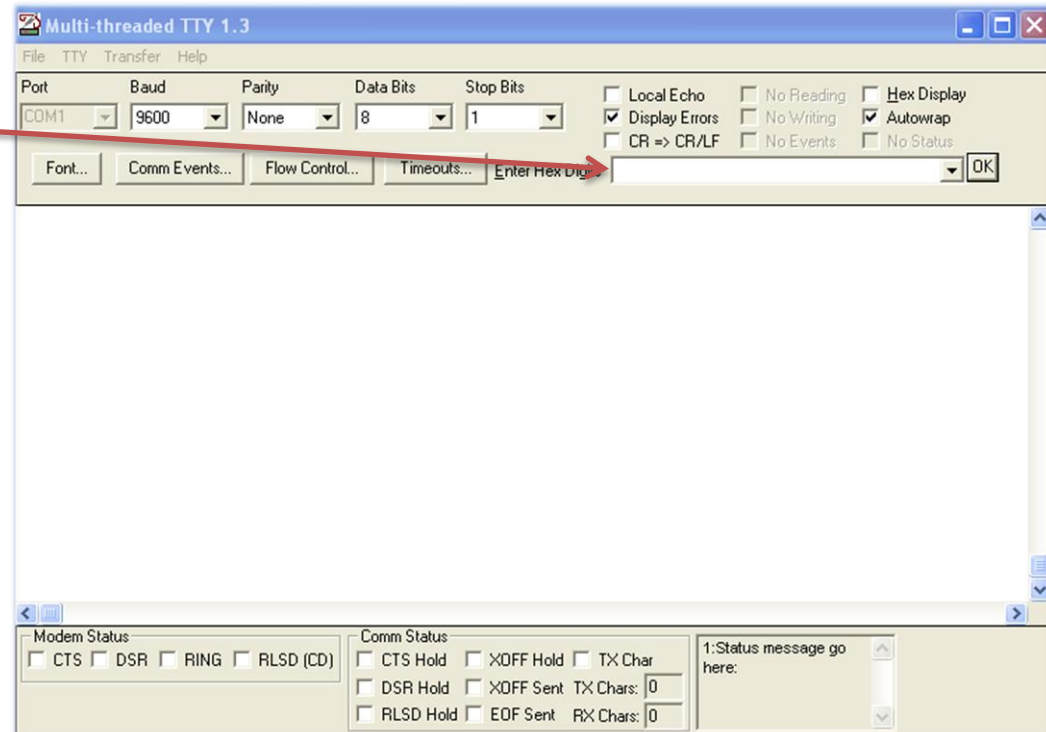 Multi-threaded TTY 1.3
File TTY Transfer Help
Port Baud Parity Data Bits Stop Bits
COM1 9600 None 8 1
Local Echo No Reading Hex Display
Display Errors No Writing Autowrap
CR => CR/LF No Events No Status
Font... Comm Events... Flow Control... Timeouts... Enter Hex OK
Modem Status Comm Status
CTS DSR RING RLSD (CD) CTS Hold XOFF Hold TX Char
DSR Hold XOFF Sent TX Chars: 0
RLSD Hold EOF Sent RX Chars: 0
1:Status message go
here: